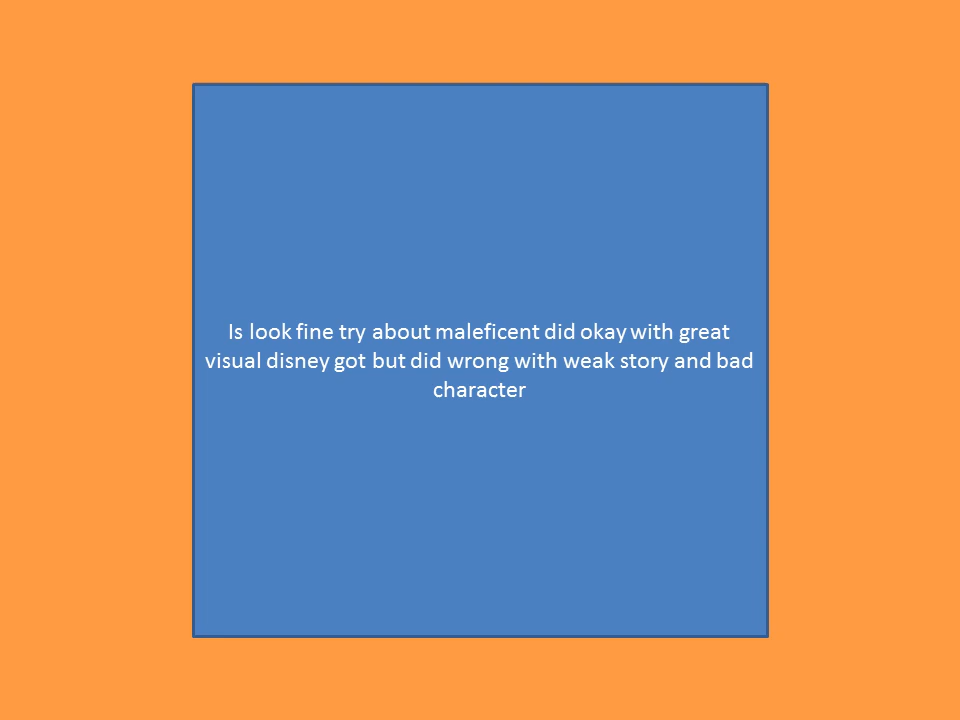 Is look fine try about maleficent did okay with great
visual disney got but did wrong with weak story and bad
character